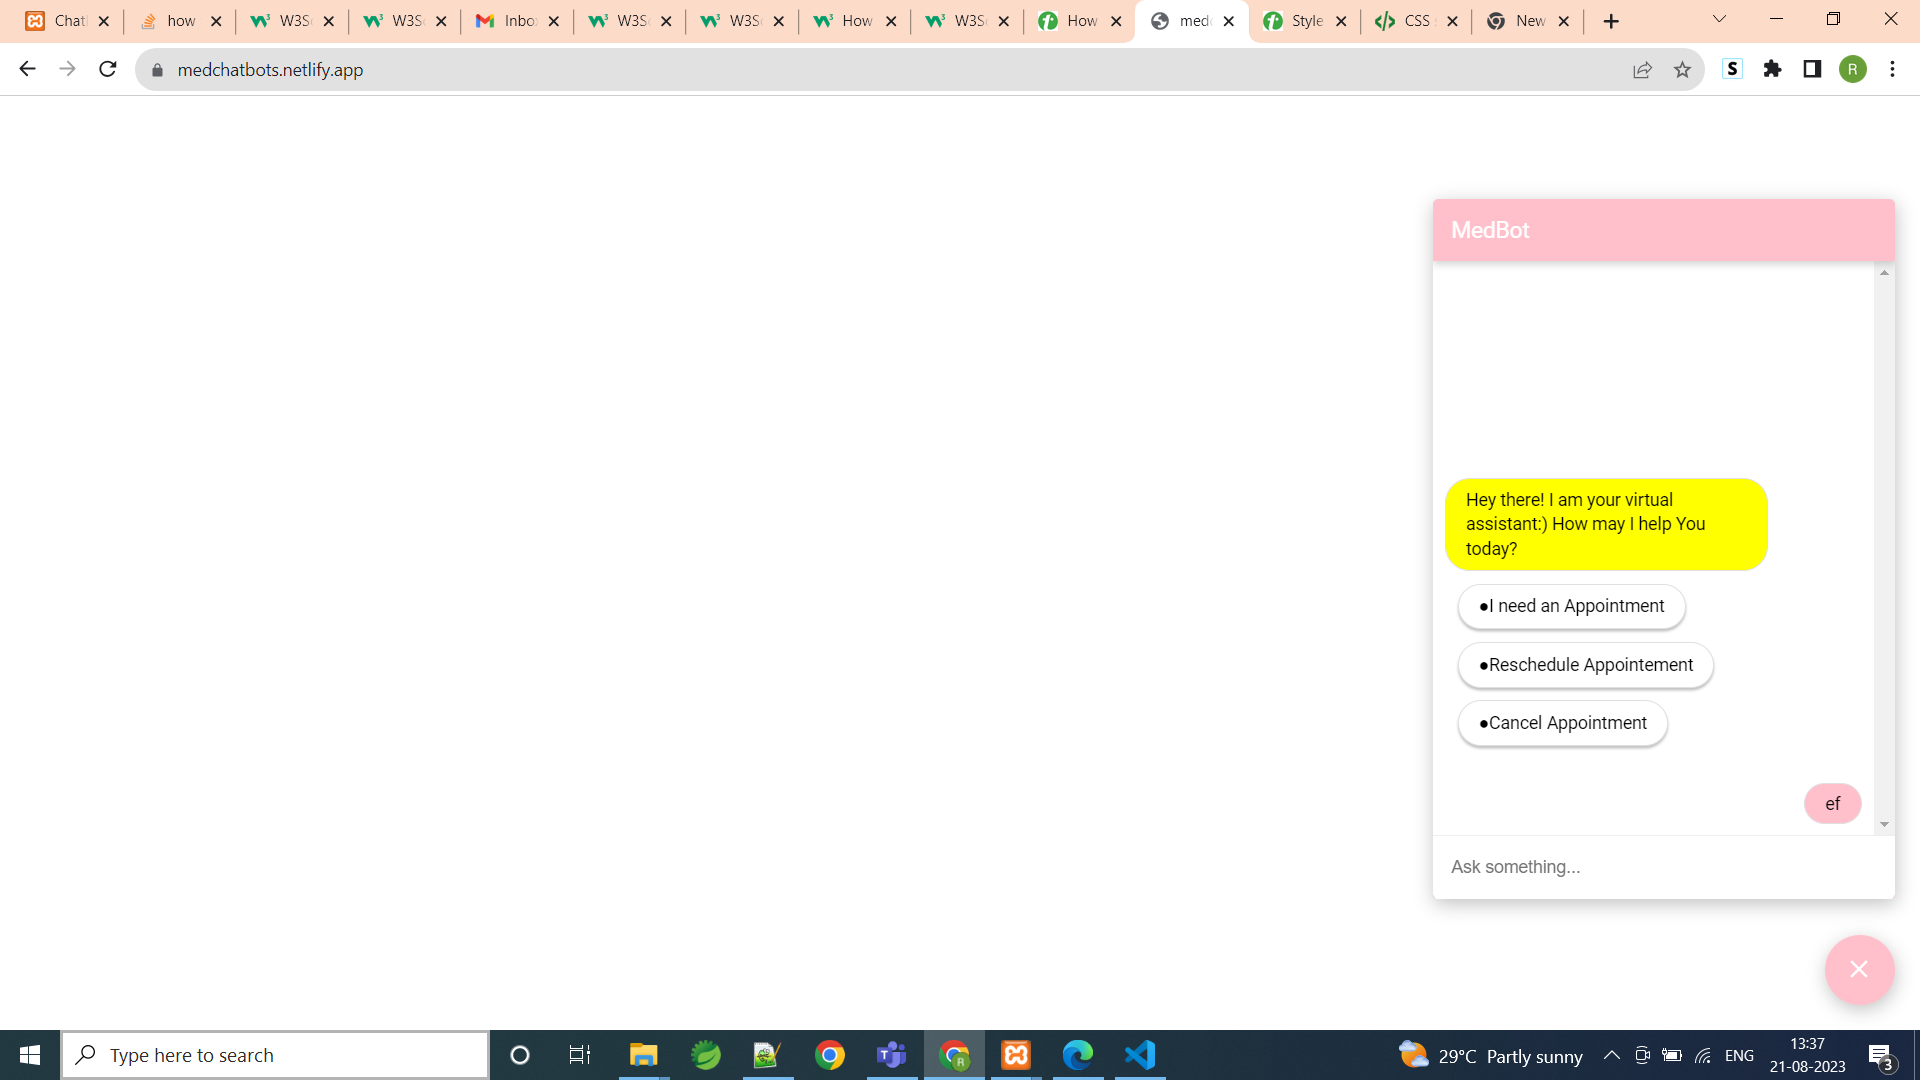 Chat
how
W3S
W3S
Inbo
W3S
W3S
How
W3S
How
med
Style
CSS
New
medchatbots.netlify.app
S
R
MedBot
Hey there! I am your virtual
assistant:) How may I help You
today?
●I need an Appointment
●Reschedule Appointement
●Cancel Appointment
ef
Ask something...
Type here to search
29°C Partly sunny
ENG
13:37
21-08-2023
3